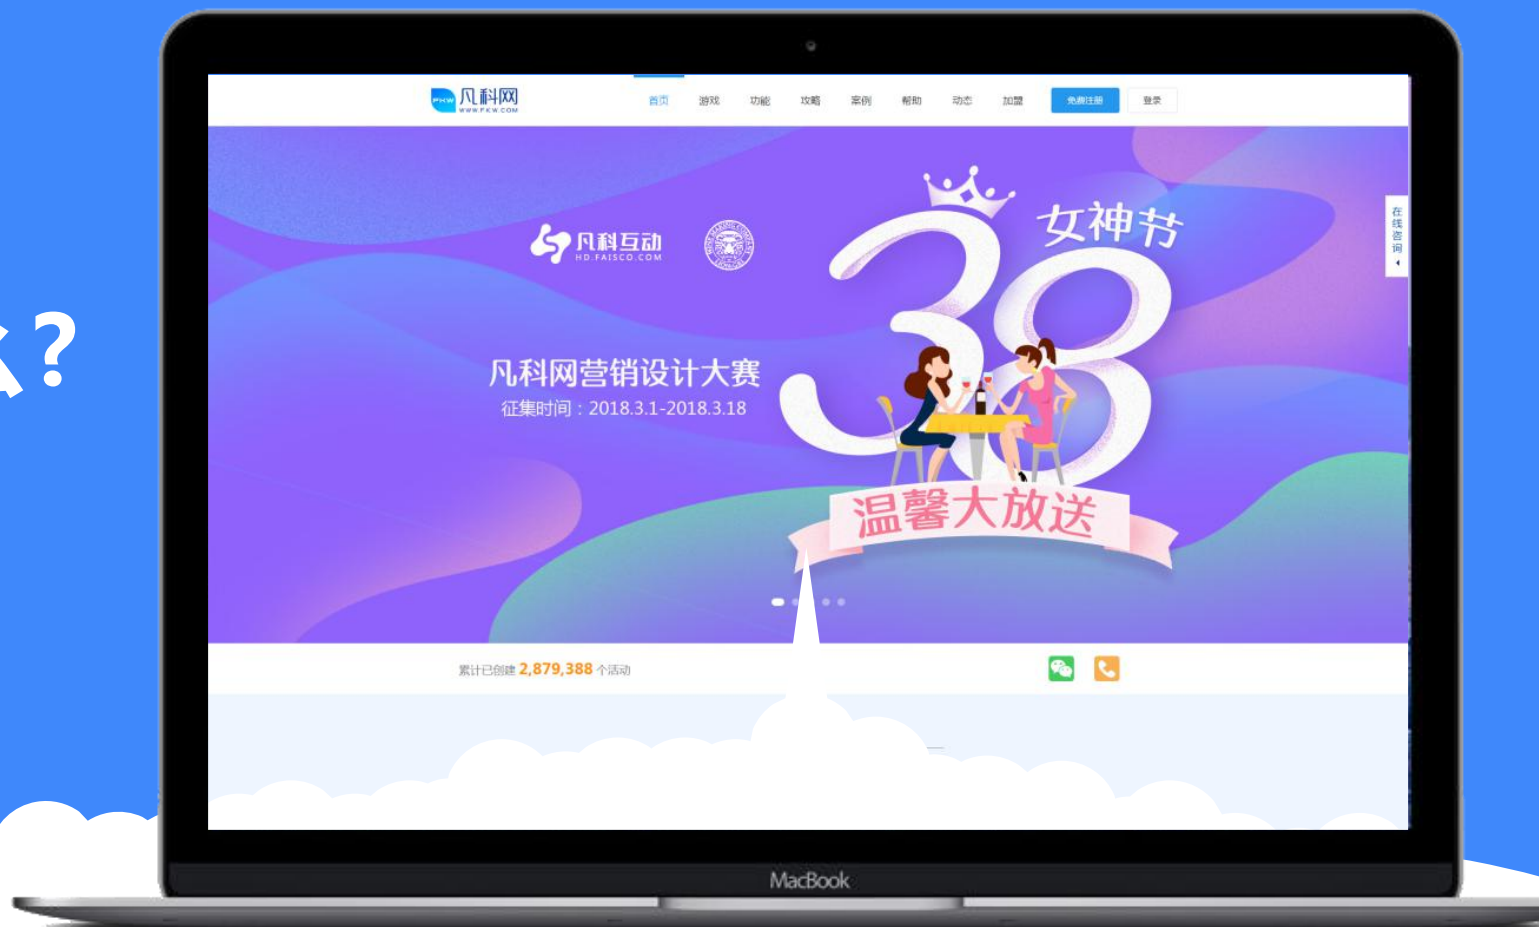 ?
凡科网
WWW.FKW.COM
首页 游戏 功能 攻略 案例 帮助 动态 加盟 免费注册 登录
凡科互动
HD.FAISCO.COM
女神节
38
在线咨询
凡科网营销设计大赛
征集时间：2018.3.1-2018.3.18
温馨大放送
累计已创建 2,879,388 个活动
MacBook